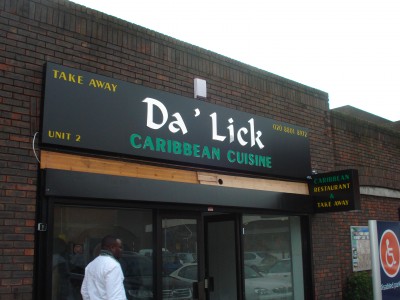 TAKE AWAY
Da' Lick
CARIBBEAN CUISINE
UNIT 2
CARIBBEAN
RESTAURANT
&
TAKE AWAY